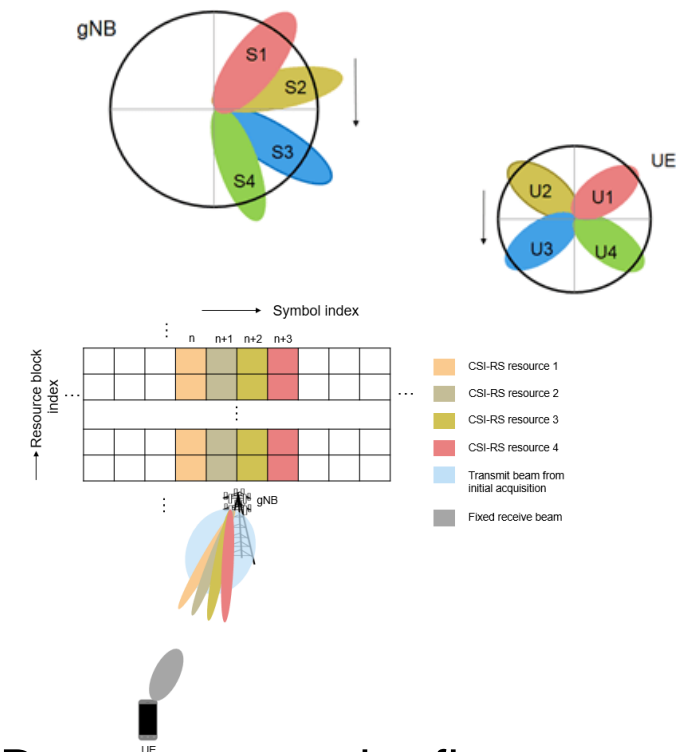 gNB
S1
S2
S3
S4
UE
U2
U1
U3
U4
Symbol index
n n+1 n+2 n+3
Resource block
index
CSI-RS resource 1
CSI-RS resource 2
CSI-RS resource 3
CSI-RS resource 4
Transmit beam from
initial acquisition
Fixed receive beam
gNB
UE